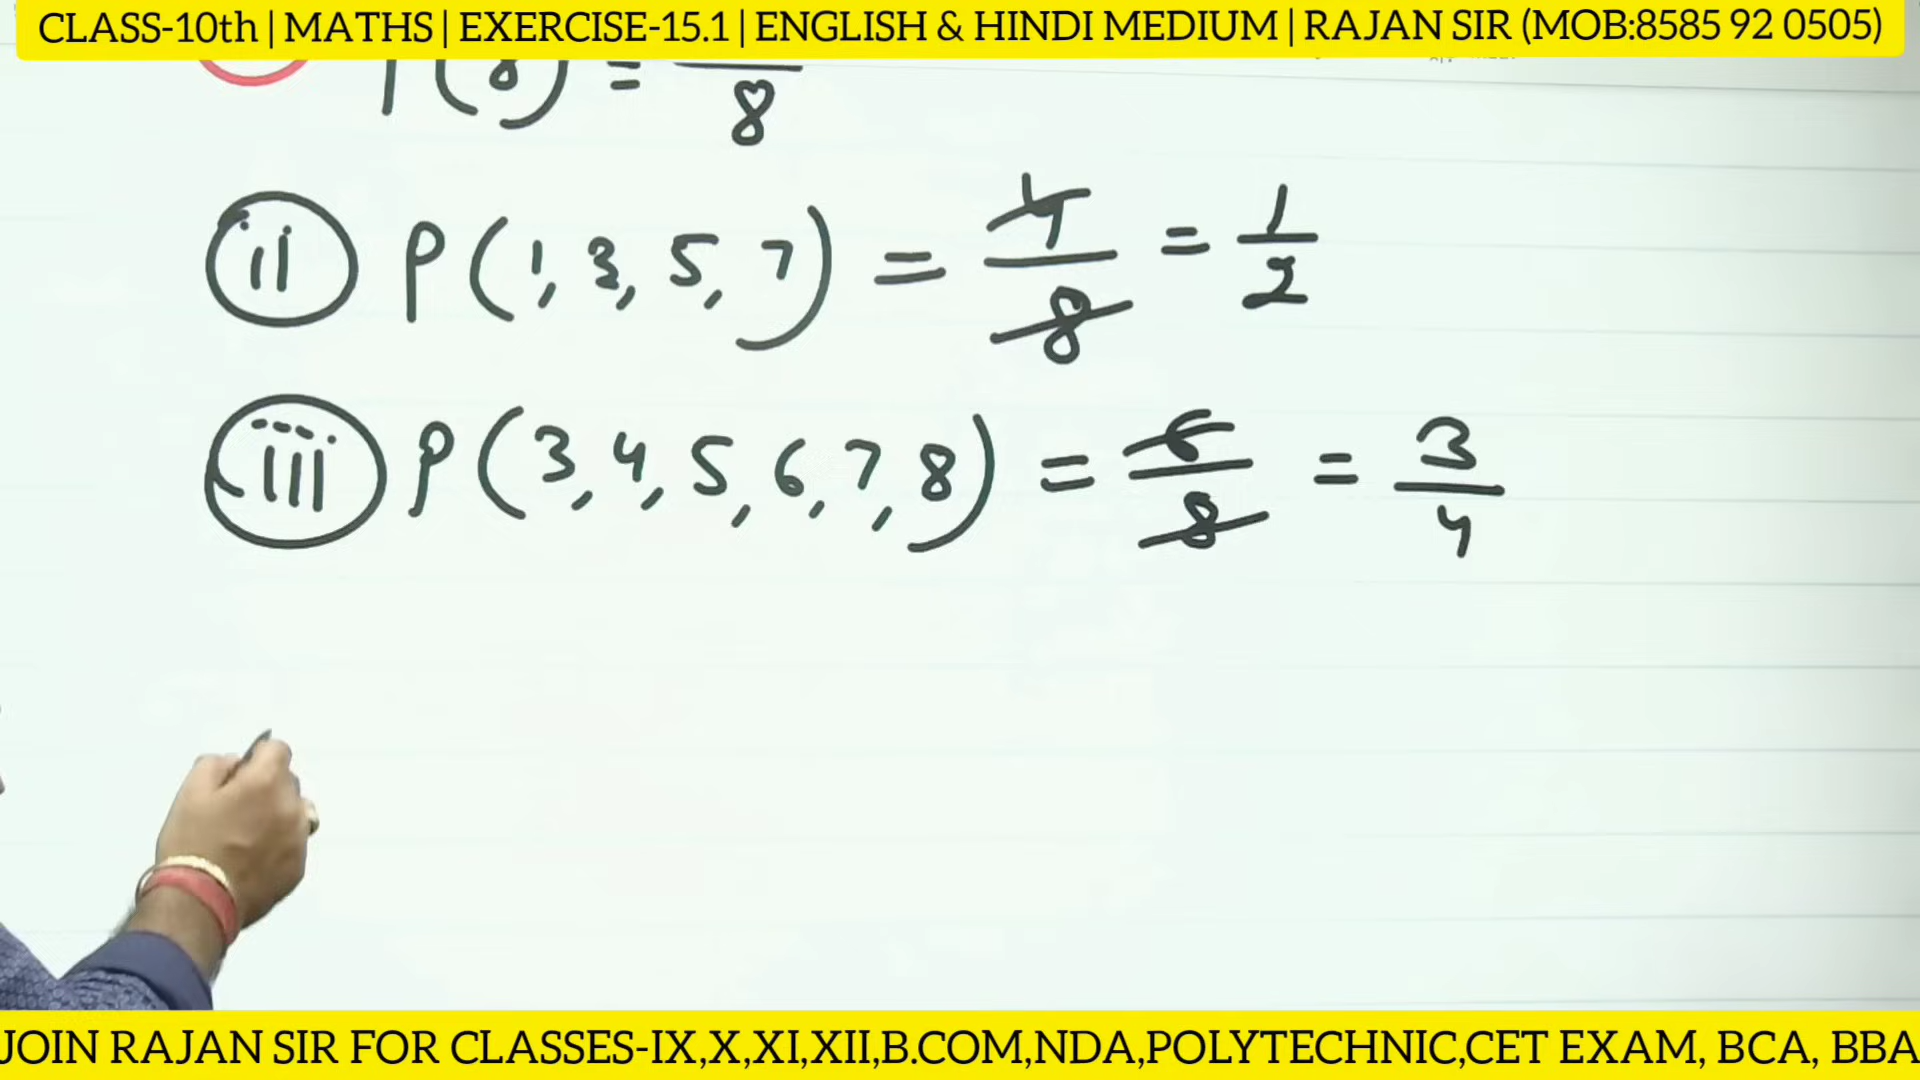 CLASS-10th | MATHS | EXERCISE-15.1 | ENGLISH & HINDI MEDIUM | RAJAN SIR (MOB:8585 92 0505)
P(8) = — 8
ii P(1, 3, 5, 7) = 4/8 = 1/2
iii P(3, 4, 5, 6, 7, 8) = 6/8 = 3/4
JOIN RAJAN SIR FOR CLASSES-IX,X,XI,XII,B.COM,NDA,POLYTECHNIC,CET EXAM, BCA, BBA